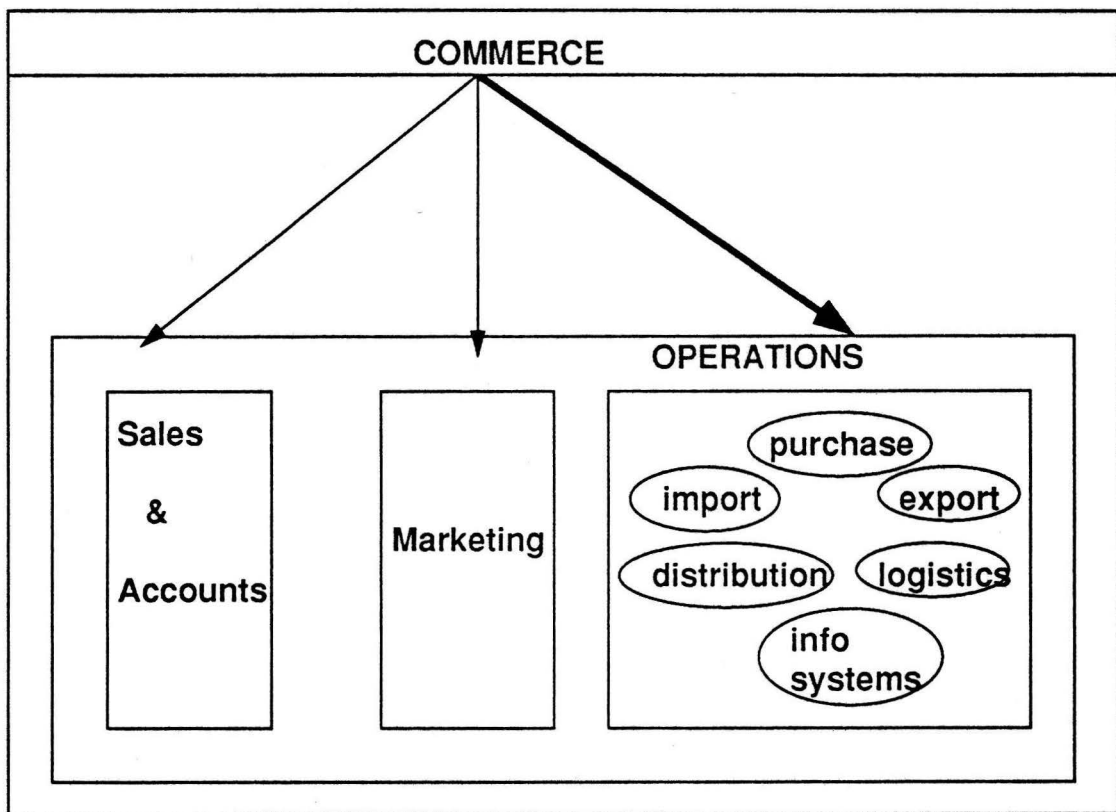 COMMERCE
OPERATIONS
Sales
&
Accounts
Marketing
purchase
import
export
distribution
logistics
info
systems